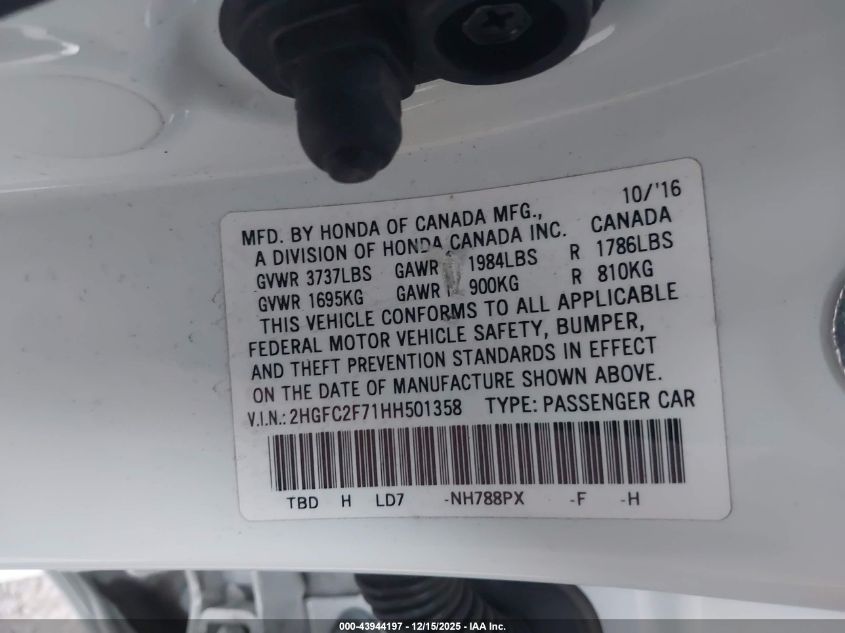 10/'16
MFD. BY HONDA OF CANADA MFG.,
A DIVISION OF HONDA CANADA INC. CANADA
GVWR 3737LBS GAWR 1984LBS R 1786LBS
GVWR 1695KG GAWR 900KG R 810KG
THIS VEHICLE CONFORMS TO ALL APPLICABLE
FEDERAL MOTOR VEHICLE SAFETY, BUMPER,
AND THEFT PREVENTION STANDARDS IN EFFECT
ON THE DATE OF MANUFACTURE SHOWN ABOVE.
V.I.N.: 2HGFC2F71HH501358 TYPE: PASSENGER CAR
TBD H LD7 -NH788PX -F -H
000-43944197 - 12/15/2025 - IAA Inc.